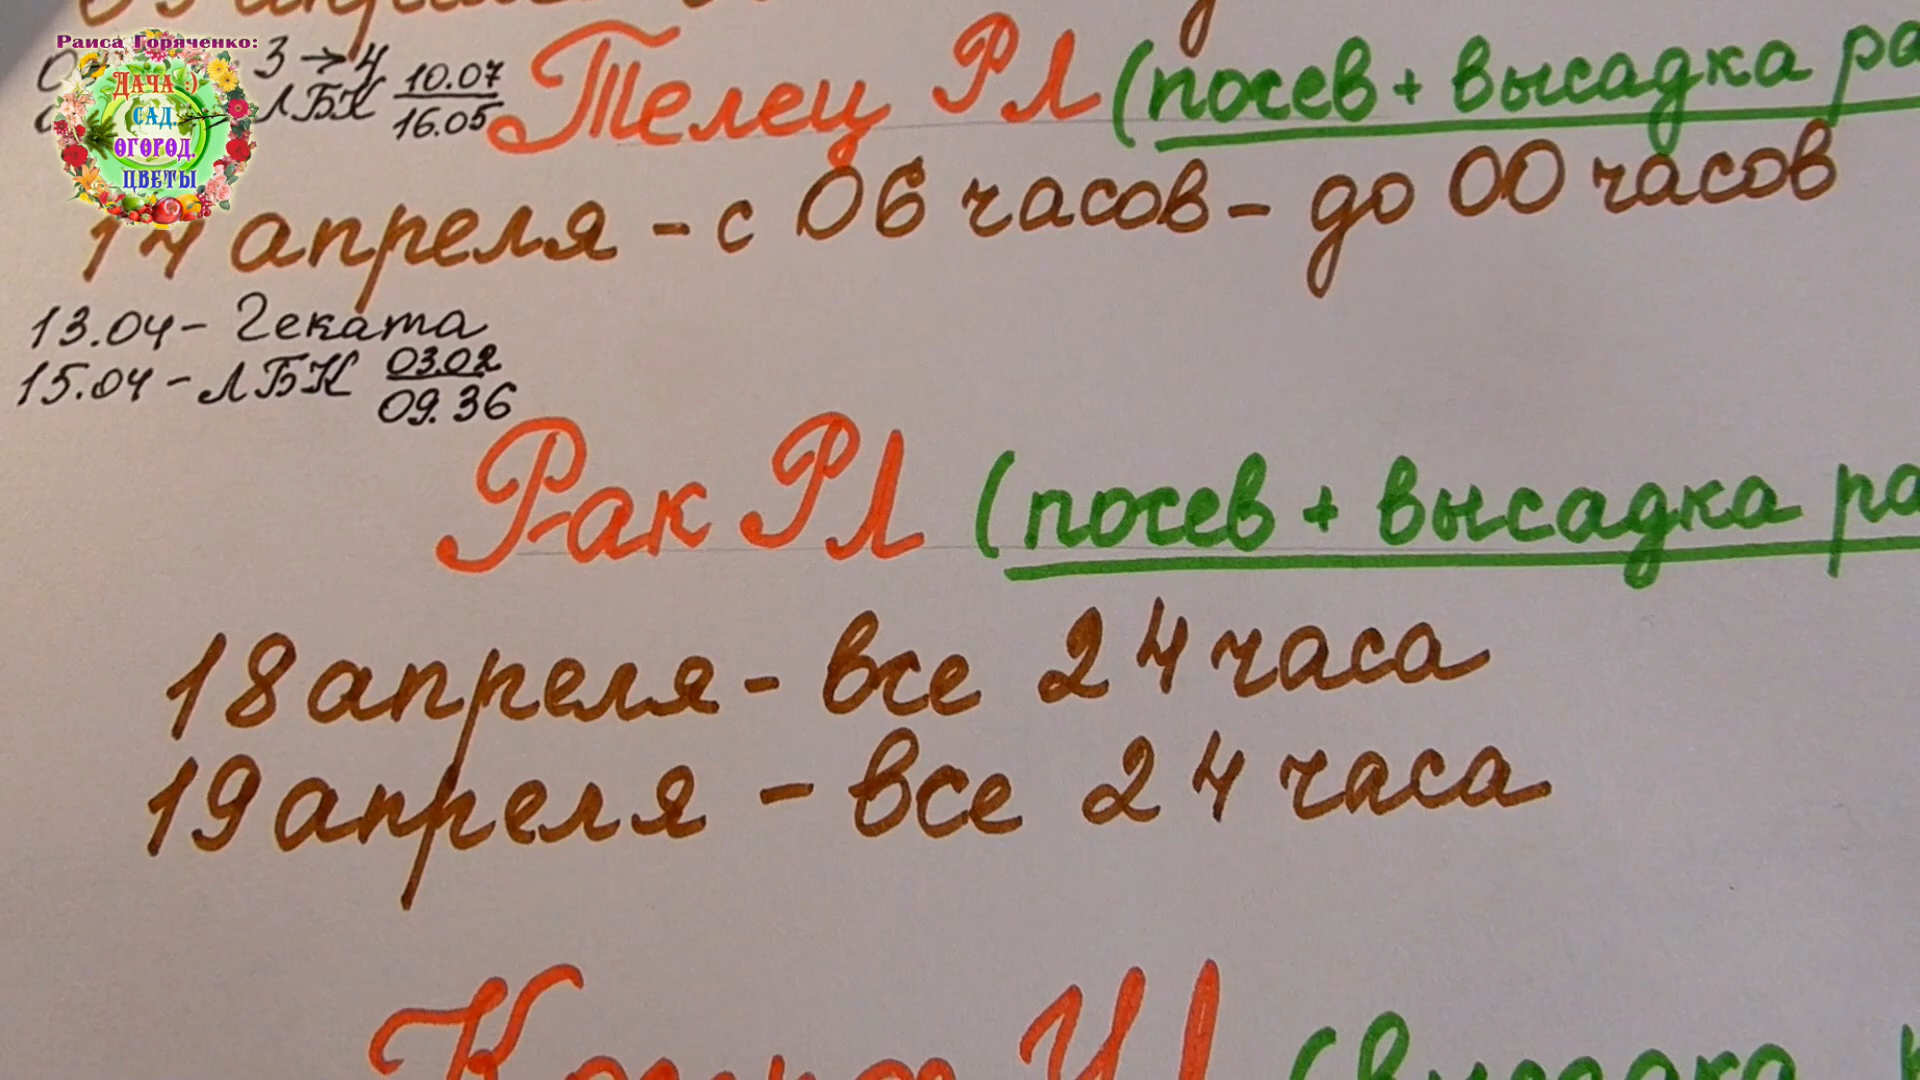 Раиса Горяченко:
ДАЧА :)
САД.
ОГОРОД.
ЦВЕТЫ
3 → 4
ЛБК 10.07
16.05
Телец РЛ (посев + высадка ра
14 апреля - с 06 часов - до 00 часов
13.04 - Геката
15.04 - ЛБК 03.02
09.36
Рак РЛ (посев + высадка ра
18 апреля - все 24 часа
19 апреля - все 24 часа